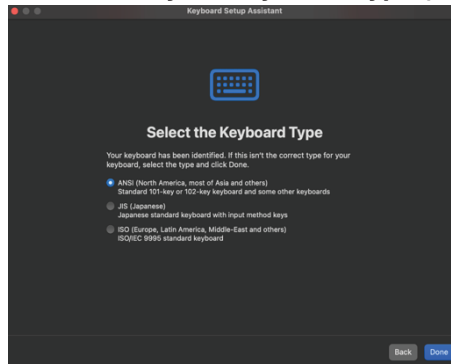 Keyboard Setup Assistant
Select the Keyboard Type
Your keyboard has been identified. If this isn't the correct type for your
keyboard, select the type and click Done.
ANSI (North America, most of Asia and others)
Standard 101-key or 102-key keyboard and some other keyboards
JIS (Japanese)
Japanese standard keyboard with input method keys
ISO (Europe, Latin America, Middle-East and others)
ISO/IEC 9995 standard keyboard
Back Done